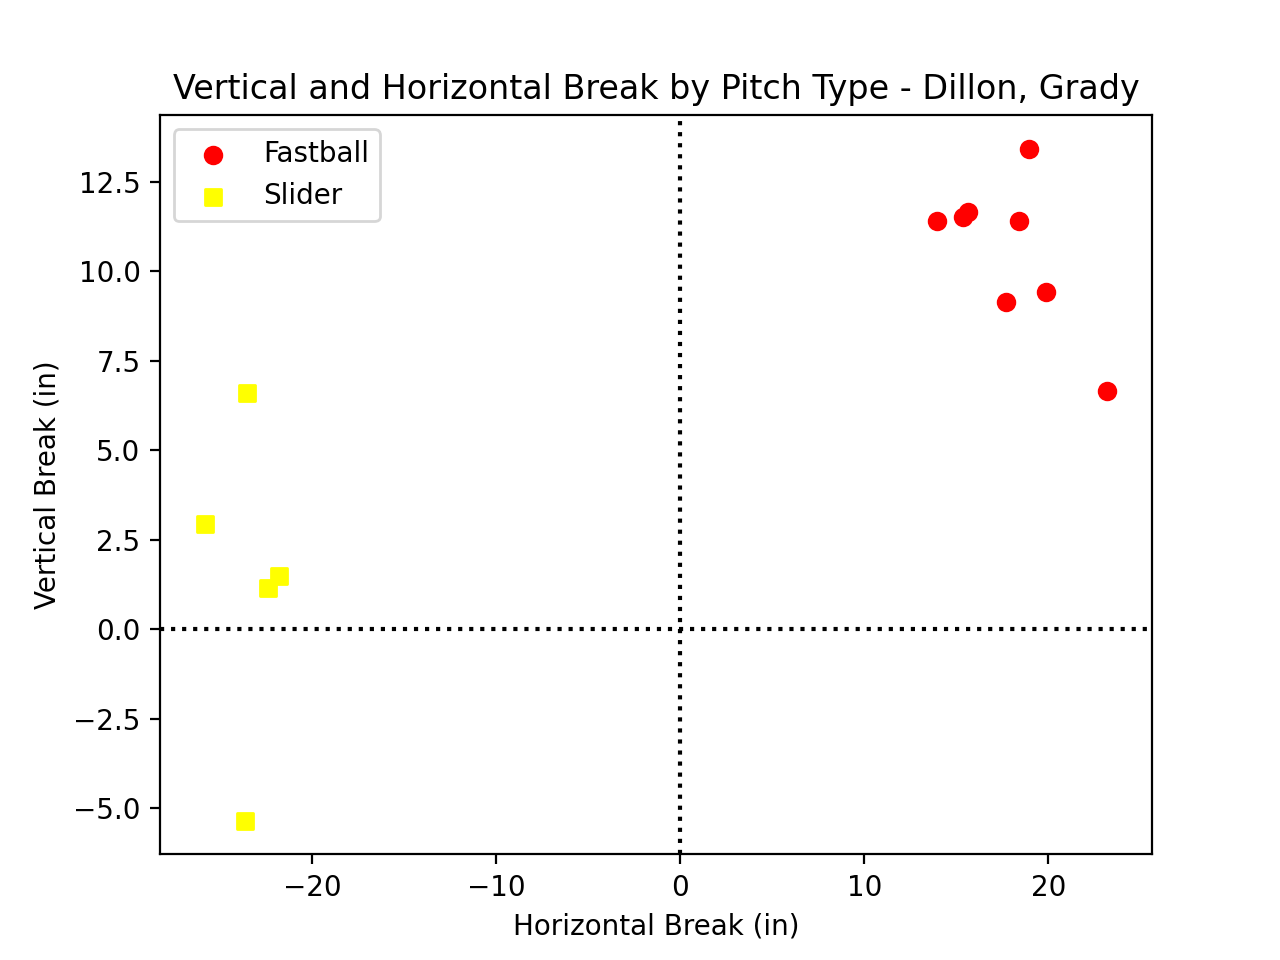 Vertical and Horizontal Break by Pitch Type - Dillon, Grady
Fastball
Slider
12.5
10.0
7.5
5.0
2.5
0.0
−2.5
−5.0
Vertical Break (in)
−20
−10
0
10
20
Horizontal Break (in)